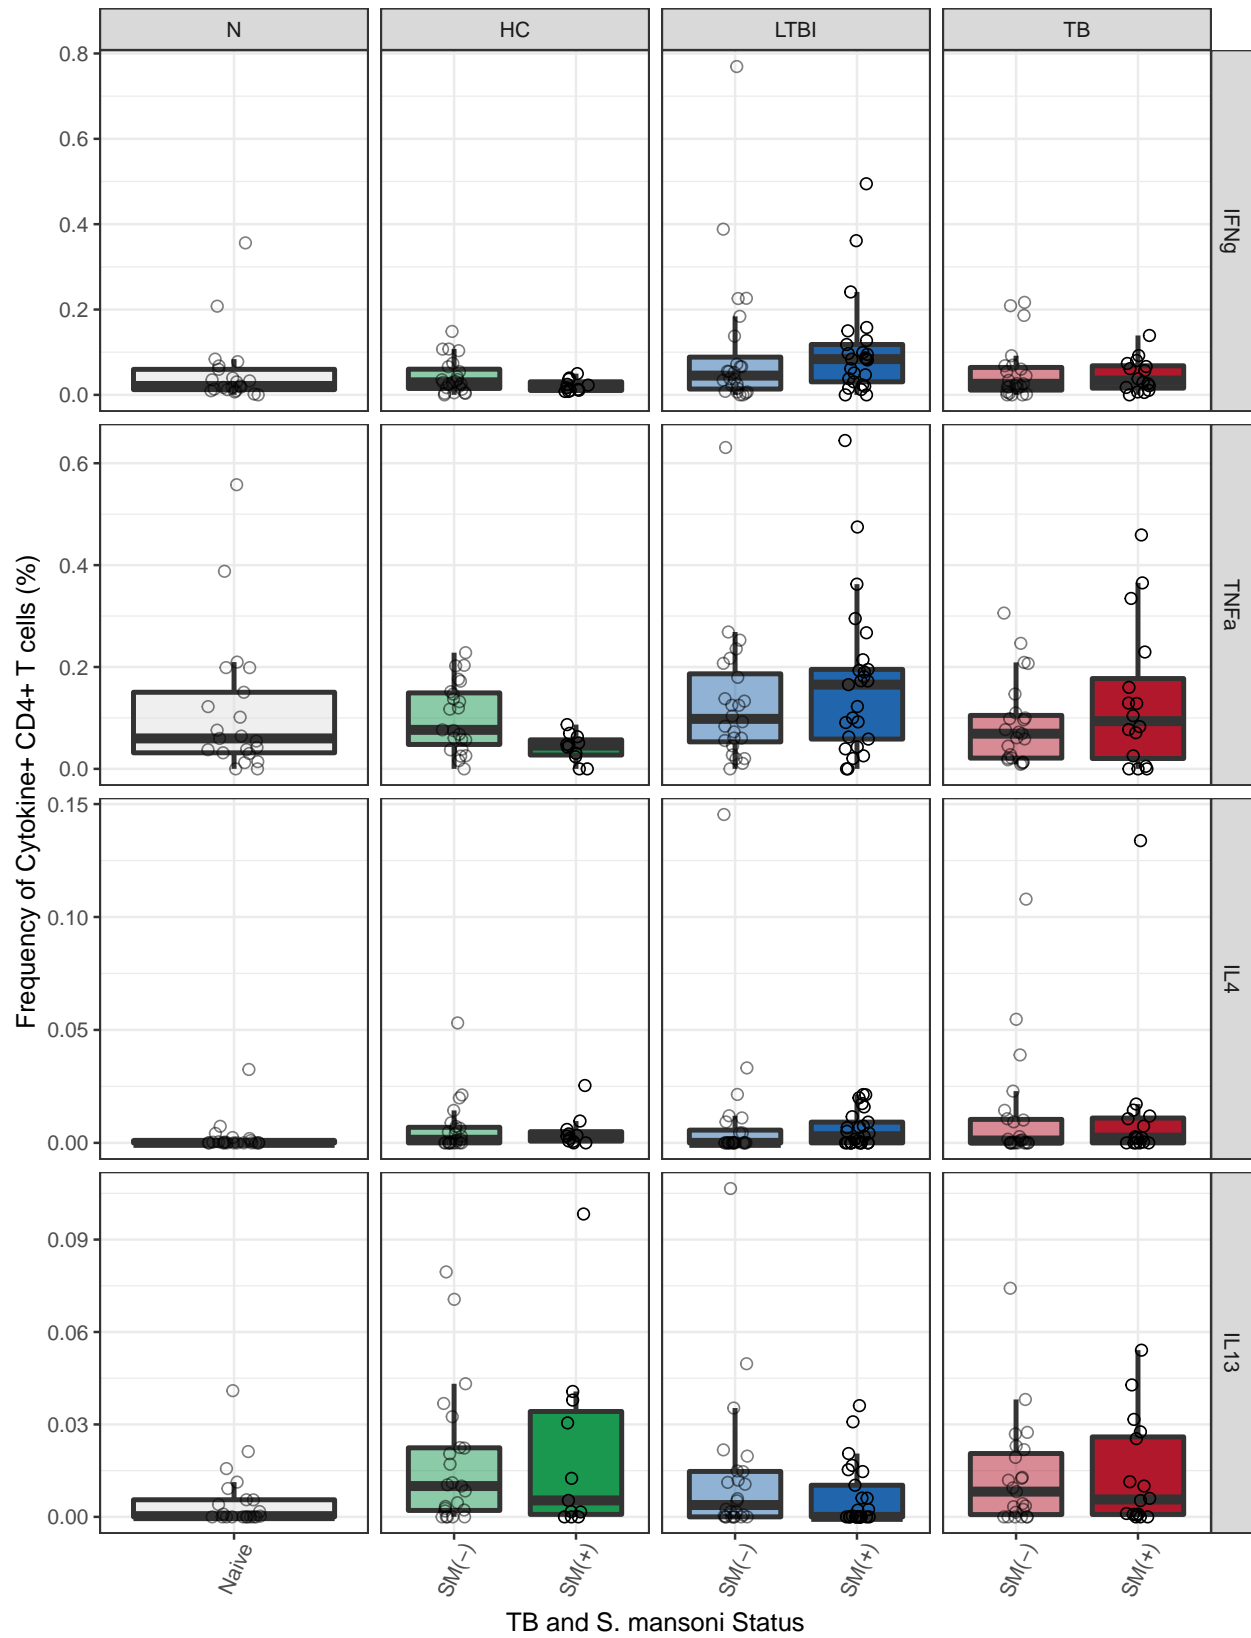 N
HC
LTBI
TB
0.8
0.6
0.4
0.2
0.0
IFNg
0.6
0.4
0.2
0.0
TNFa
0.15
0.10
0.05
0.00
IL4
0.09
0.06
0.03
0.00
IL13
Frequency of Cytokine+ CD4+ T cells (%)
Naive
SM(−)
SM(+)
SM(−)
SM(+)
SM(−)
SM(+)
TB and S. mansoni Status